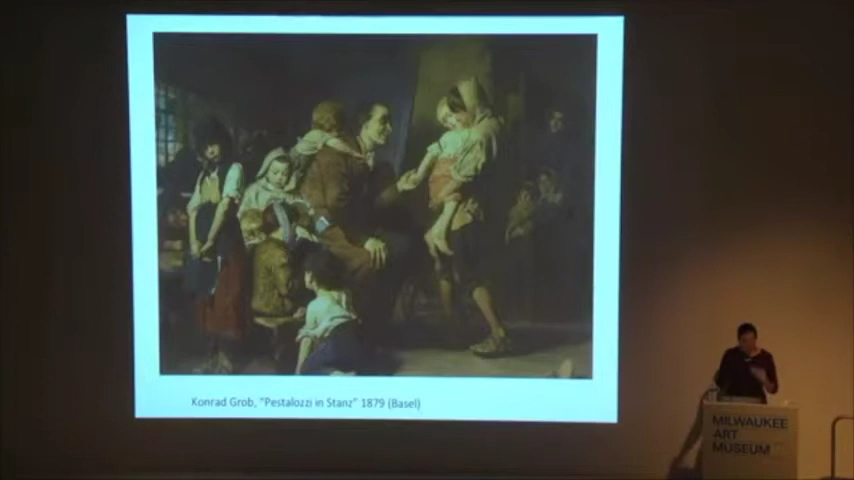 Konrad Grob, "Pestalozzi in Stanz" 1879 (Basel)
MILWAUKEE
ART
MUSEUM